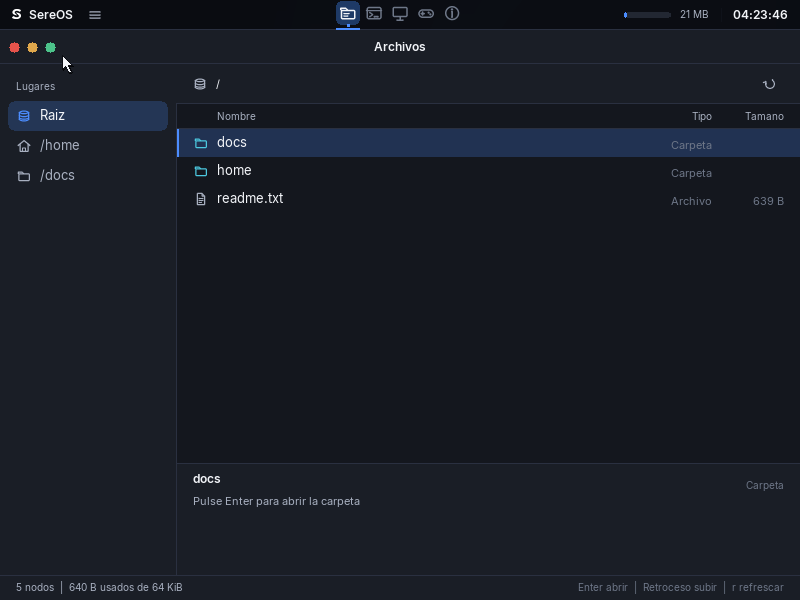 S SereOS 21 MB 04:23:46
Archivos
Lugares
Raiz
/home
/docs
/
Nombre Tipo Tamano
docs Carpeta
home Carpeta
readme.txt Archivo 639 B
docs Carpeta
Pulse Enter para abrir la carpeta
5 nodos | 640 B usados de 64 KiB Enter abrir | Retroceso subir | r refrescar